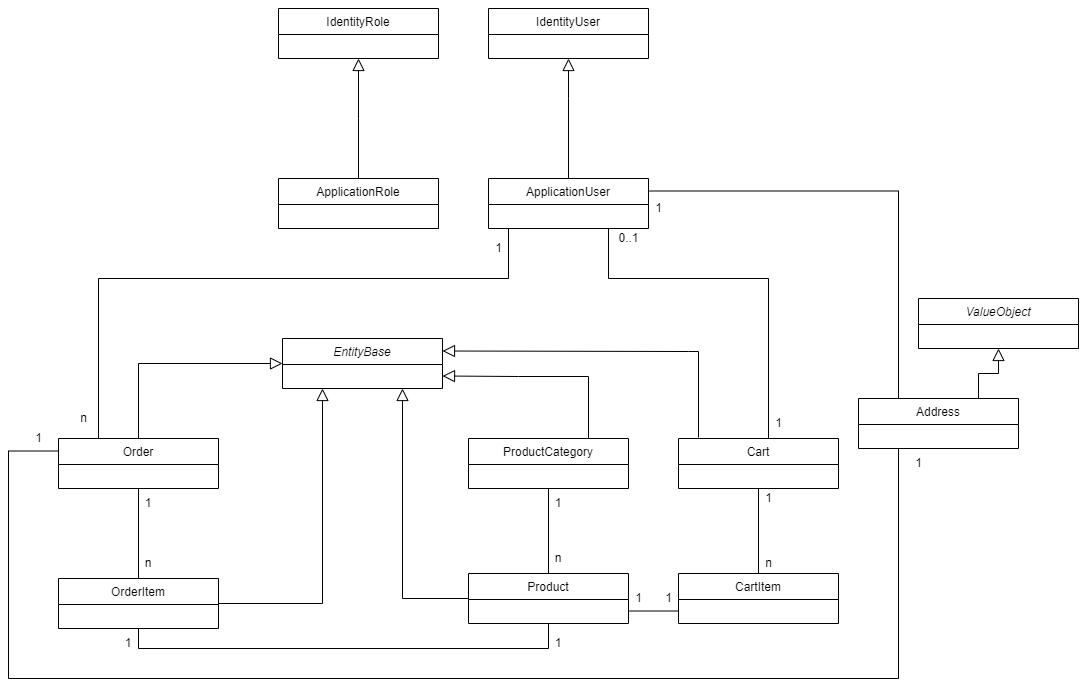 IdentityRole
IdentityUser
ApplicationRole
ApplicationUser
1
1
0..1
ValueObject
EntityBase
Address
n
1
1
Order
ProductCategory
Cart
1
1
1
1
n
n
n
OrderItem
Product
CartItem
1
1
1
1